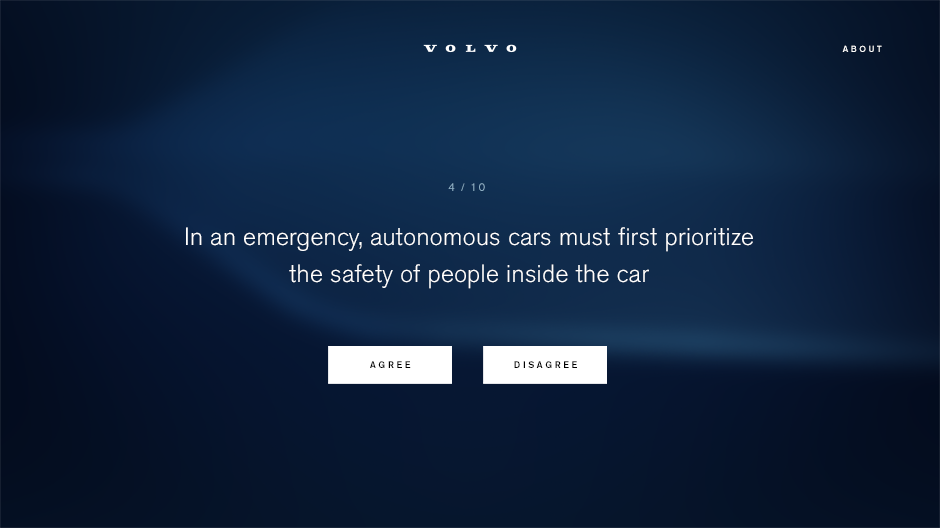 VOLVO
ABOUT
4 / 10
In an emergency, autonomous cars must first prioritize
the safety of people inside the car
AGREE
DISAGREE